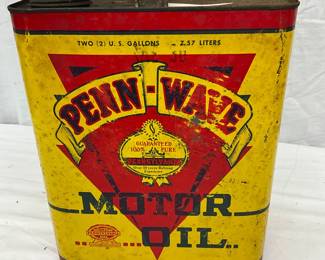 TWO (2) U. S. GALLONS - 7.57 LITERS
PENN-WAVE
GUARANTEED
100% PURE
PENNSYLVANIA
MOTOR
OIL